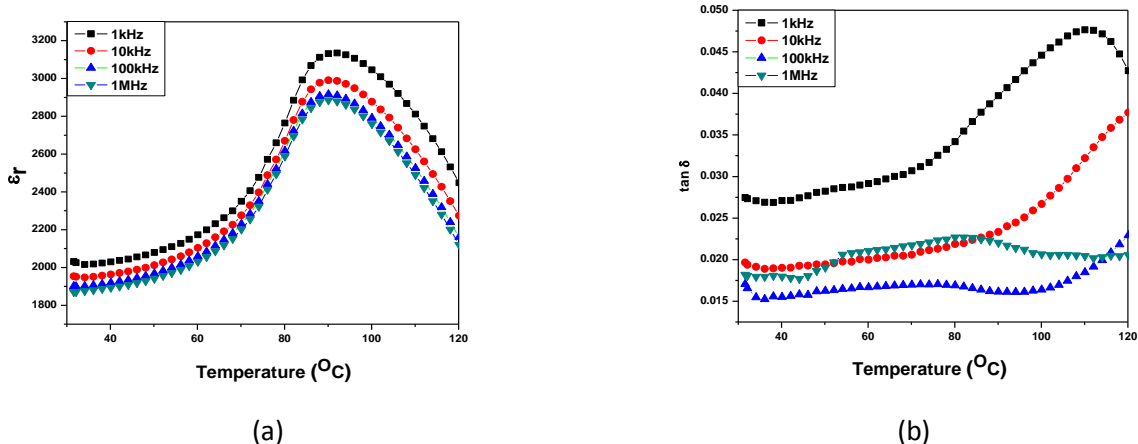 1kHz
10kHz
100kHz
1MHz
3200
3000
2800
2600
2400
2200
2000
1800
εr
40 60 80 100 120
Temperature (OC)
(a)
1kHz
10kHz
100kHz
1MHz
0.050
0.045
0.040
0.035
0.030
0.025
0.020
0.015
tan δ
40 60 80 100 120
Temperature (OC)
(b)